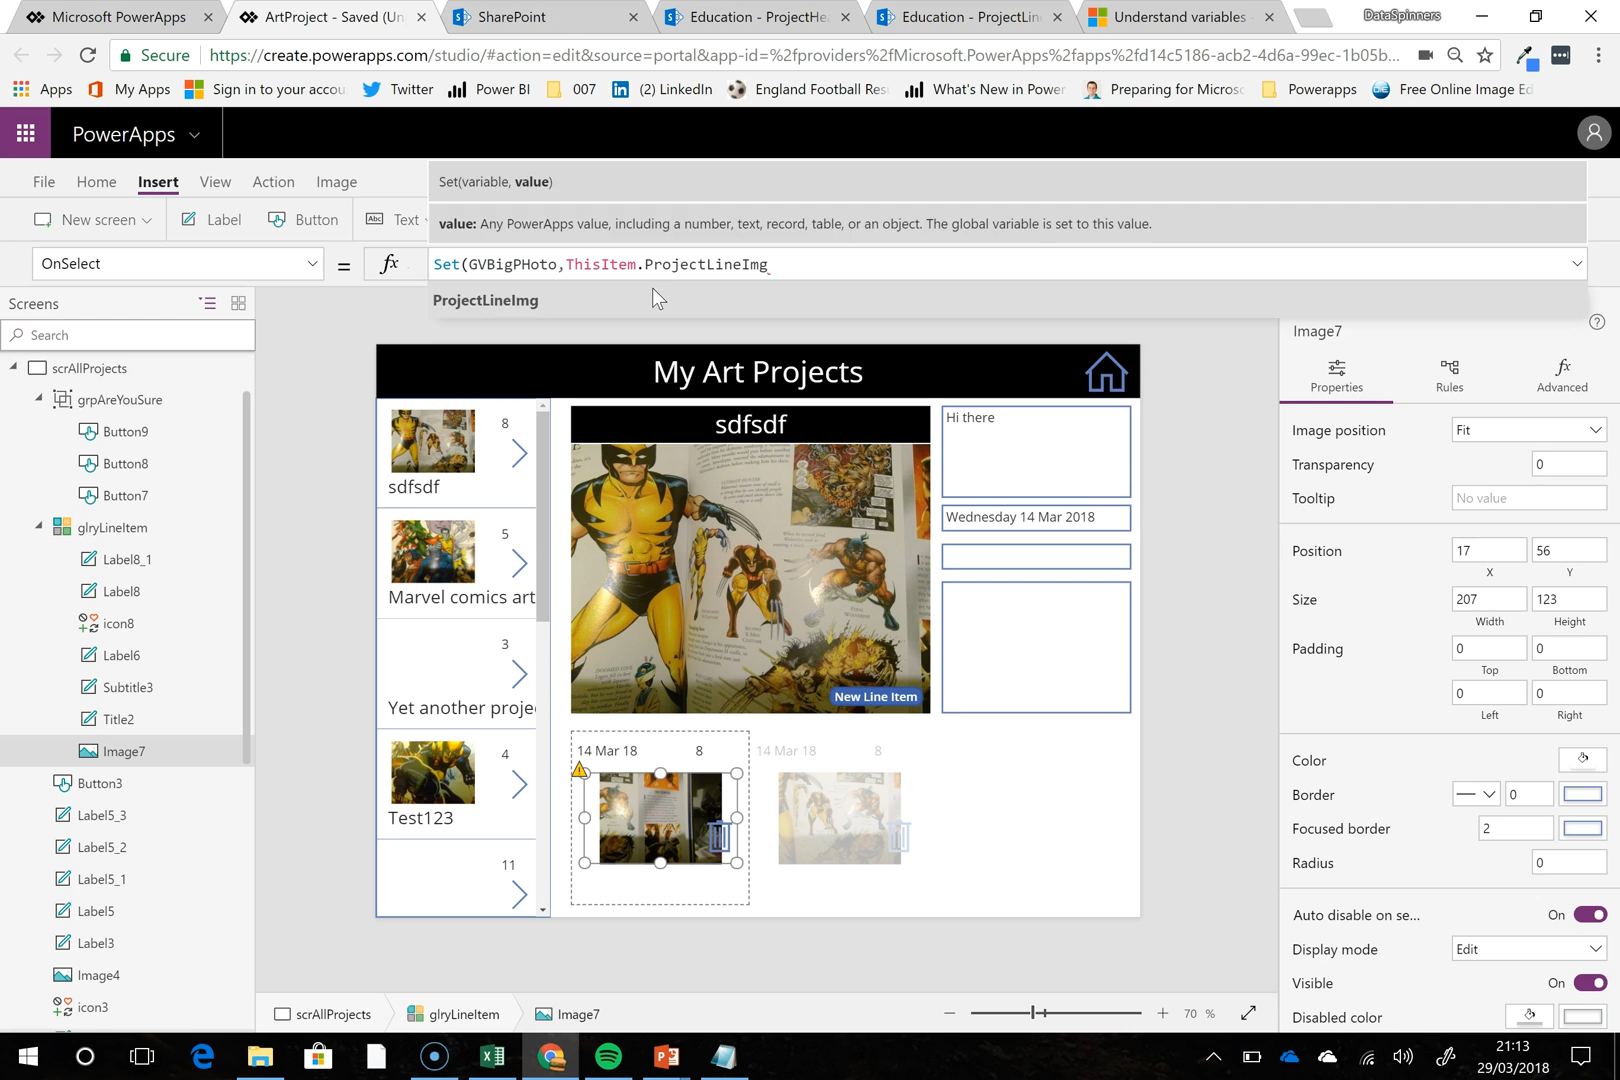 Microsoft PowerApps
ArtProject - Saved (Un
SharePoint
Education - ProjectHe
Education - ProjectLin
Understand variables
DataSpinners
Secure
https://create.powerapps.com/studio/#action=edit&source=portal&app-id=%2fproviders%2fMicrosoft.PowerApps%2fapps%2fd14c5186-acb2-4d6a-99ec-1b05b...
Apps
My Apps
Sign in to your accou
Twitter
Power BI
007
(2) LinkedIn
England Football Res
What's New in Power
Preparing for Micros
Powerapps
Free Online Image Ed
PowerApps
File
Home
Insert
View
Action
Image
Set(variable, value)
New screen
Label
Button
Abc Text
value: Any PowerApps value, including a number, text, record, table, or an object. The global variable is set to this value.
OnSelect
=
fx
Set(GVBigPHoto,ThisItem.ProjectLineImg
ProjectLineImg
Screens
Search
scrAllProjects
grpAreYouSure
Button9
Button8
Button7
glryLineItem
Label8_1
Label8
icon8
Label6
Subtitle3
Title2
Image7
Button3
Label5_3
Label5_2
Label5_1
Label5
Label3
Image4
icon3
My Art Projects
8
sdfsdf
5
Marvel comics art
3
Yet another proje
4
Test123
11
sdfsdf
New Line Item
Hi there
Wednesday 14 Mar 2018
14 Mar 18
8
14 Mar 18
8
scrAllProjects
glryLineItem
Image7
70 %
Image7
Properties
Rules
fx
Advanced
Image position
Fit
Transparency
0
Tooltip
No value
Position
17
56
X
Y
Size
207
123
Width
Height
Padding
0
0
Top
Bottom
0
0
Left
Right
Color
Border
0
Focused border
2
Radius
0
Auto disable on se...
On
Display mode
Edit
Visible
On
Disabled color
21:13
29/03/2018